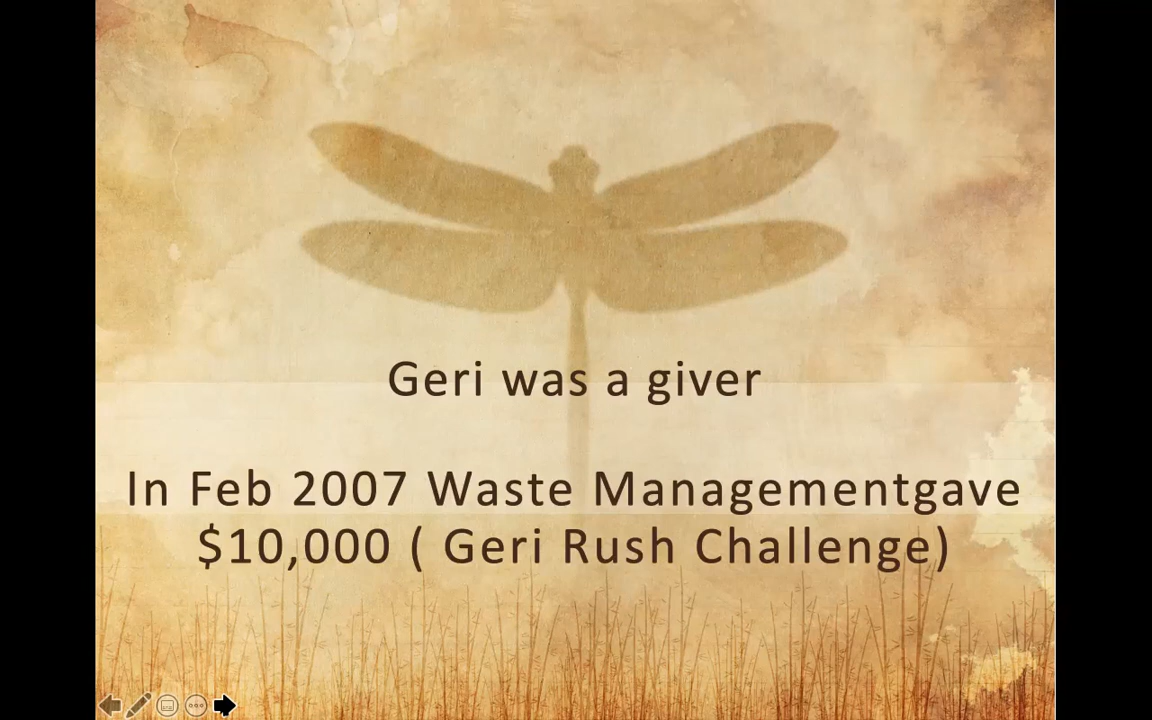 Geri was a giver
In Feb 2007 Waste Managementgave
$10,000 ( Geri Rush Challenge)